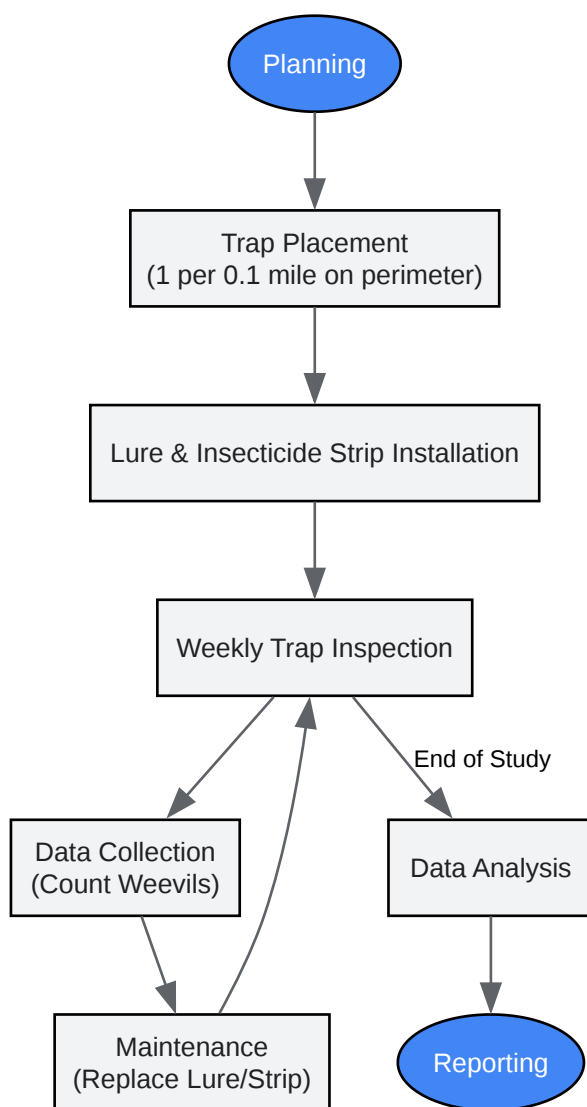 Planning
Trap Placement
(1 per 0.1 mile on perimeter)
Lure & Insecticide Strip Installation
Weekly Trap Inspection
End of Study
Data Collection
(Count Weevils)
Data Analysis
Maintenance
(Replace Lure/Strip)
Reporting